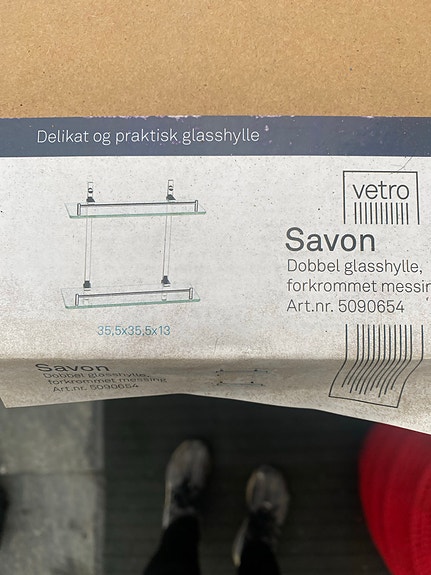 Delikat og praktisk glasshylle
vetro
Savon
Dobbel glasshylle,
forkrommet messin
Art.nr. 5090654
35,5x35,5x13
Savon
Dobbel glasshylle,
forkrommet messing
Art.nr. 5090654